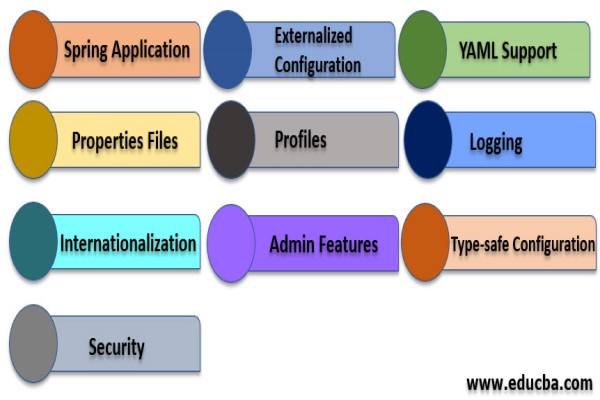 Spring Application
Externalized
Configuration
YAML Support
Properties Files
Profiles
Logging
Internationalization
Admin Features
Type-safe Configuration
Security
www.educba.com